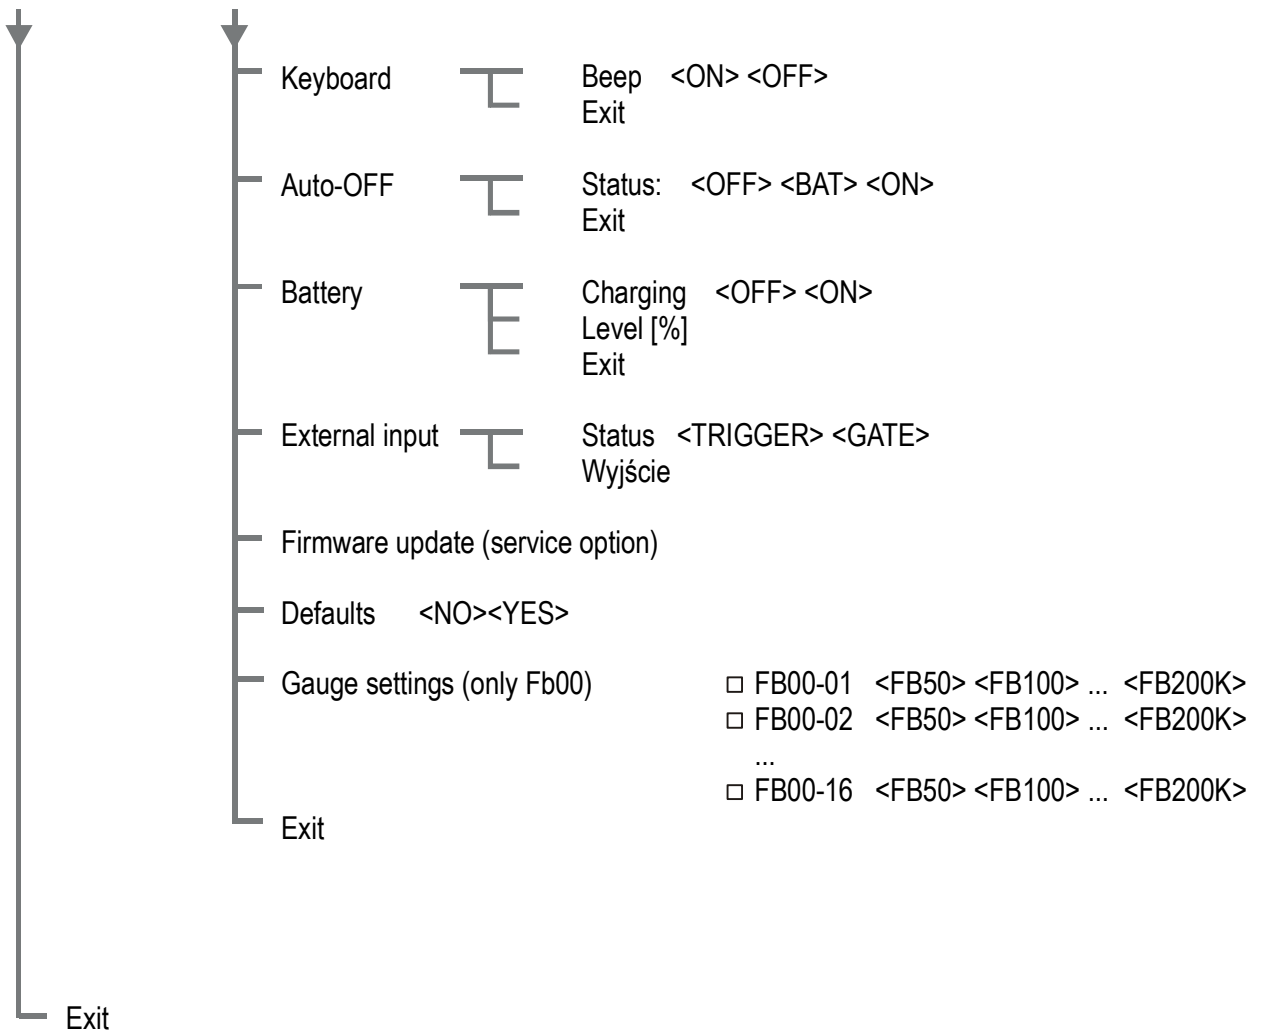 Keyboard Beep <ON> <OFF>
Exit
Auto-OFF Status: <OFF> <BAT> <ON>
Exit
Battery Charging <OFF> <ON>
Level [%]
Exit
External input Status <TRIGGER> <GATE>
Wyjście
Firmware update (service option)
Defaults <NO><YES>
Gauge settings (only Fb00) □ FB00-01 <FB50> <FB100> ... <FB200K>
□ FB00-02 <FB50> <FB100> ... <FB200K>
...
□ FB00-16 <FB50> <FB100> ... <FB200K>
Exit
Exit